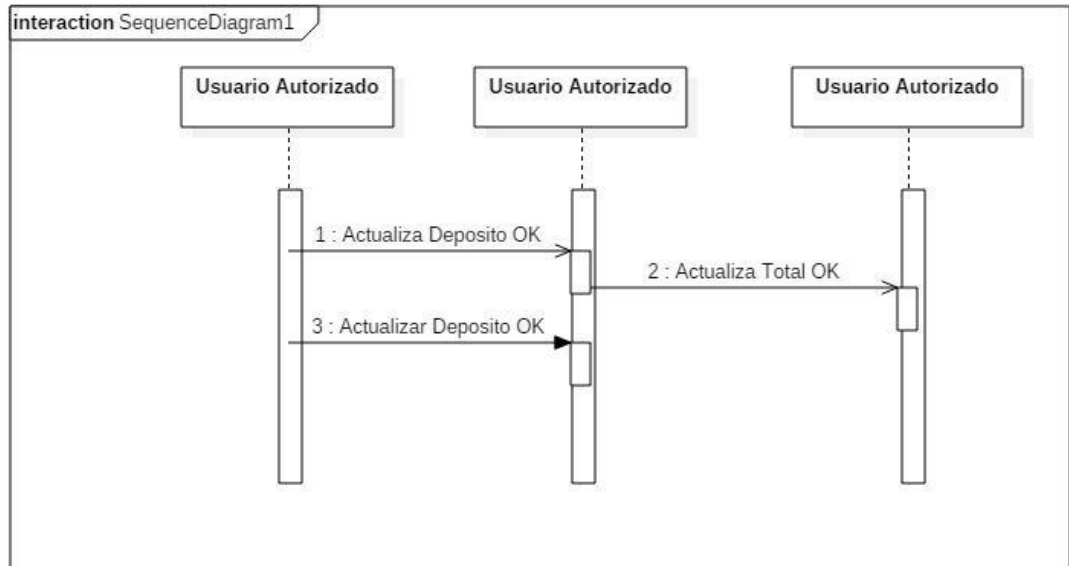 interaction SequenceDiagram1
Usuario Autorizado
Usuario Autorizado
Usuario Autorizado
1 : Actualiza Deposito OK
2 : Actualiza Total OK
3 : Actualizar Deposito OK